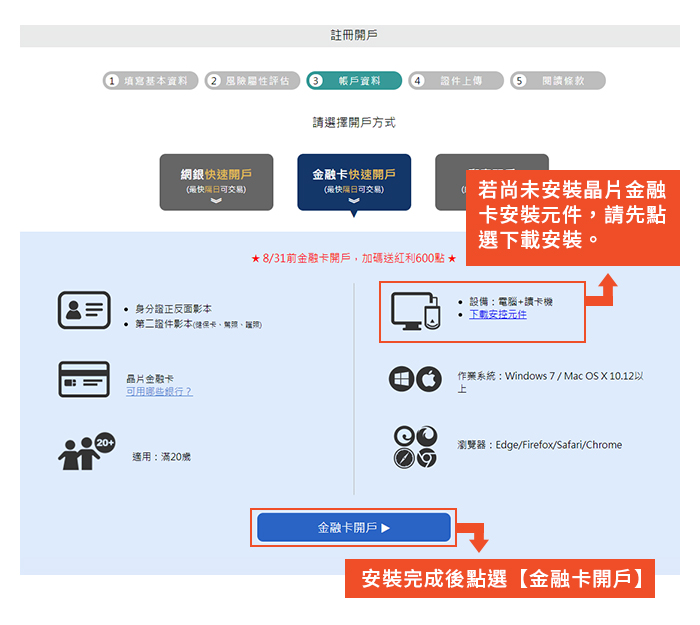 註冊開戶
1 填寫基本資料
2 風險屬性評估
3 帳戶資料
4 證件上傳
5 閱讀條款
請選擇開戶方式
網銀快速開戶
(最快隔日可交易)
金融卡快速開戶
(最快隔日可交易)
若尚未安裝晶片金融
卡安裝元件，請先點
選下載安裝。
★ 8/31前金融卡開戶，加碼送紅利600點 ★
• 身分證正反面影本
• 第二證件影本(健保卡、駕照、護照)
晶片金融卡
可用哪些銀行？
20+
適用：滿20歲
• 設備：電腦+讀卡機
• 下載安控元件
作業系統：Windows 7 / Mac OS X 10.12以
上
瀏覽器：Edge/Firefox/Safari/Chrome
金融卡開戶 ▶
安裝完成後點選【金融卡開戶】